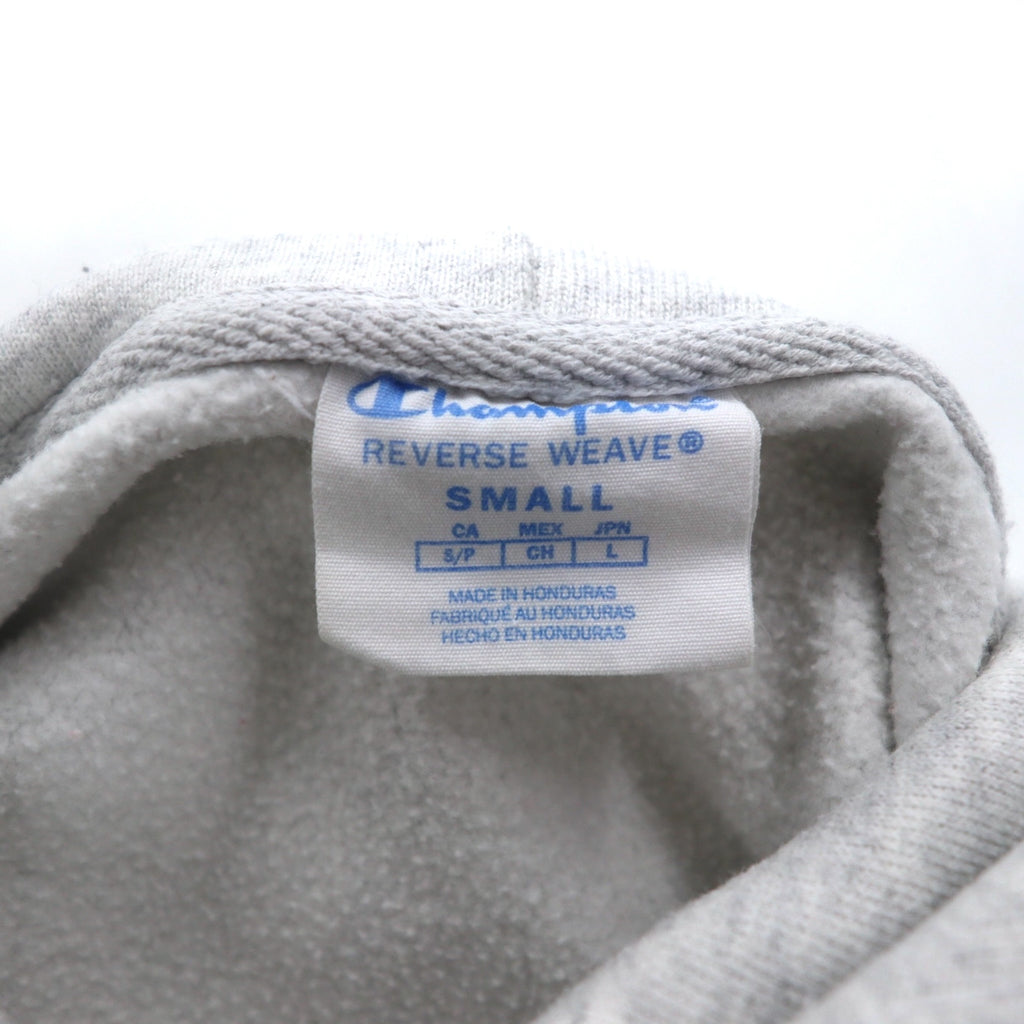 Champion
REVERSE WEAVE®
SMALL
CA MEX JPN
S/P CH L
MADE IN HONDURAS
FABRIQUÉ AU HONDURAS
HECHO EN HONDURAS